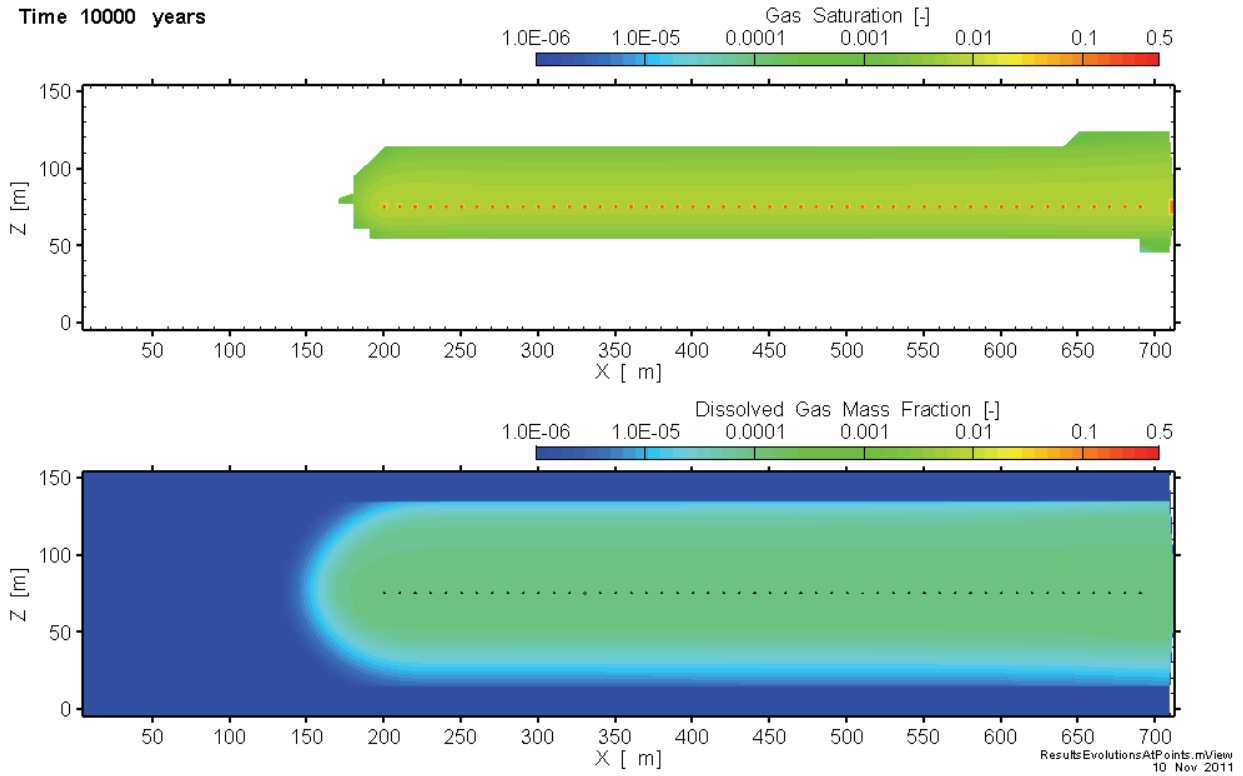 Time 10000 years
Gas Saturation [-]
1.0E-06 1.0E-05 0.0001 0.001 0.01 0.1 0.5
150
100
50
0
Z [m]
50 100 150 200 250 300 350 400 450 500 550 600 650 700
X [ m]
Dissolved Gas Mass Fraction [-]
1.0E-06 1.0E-05 0.0001 0.001 0.01 0.1 0.5
150
100
50
0
Z [m]
50 100 150 200 250 300 350 400 450 500 550 600 650 700
X [ m]
ResultsEvolutionsAtPoints.mView
10 Nov 2011